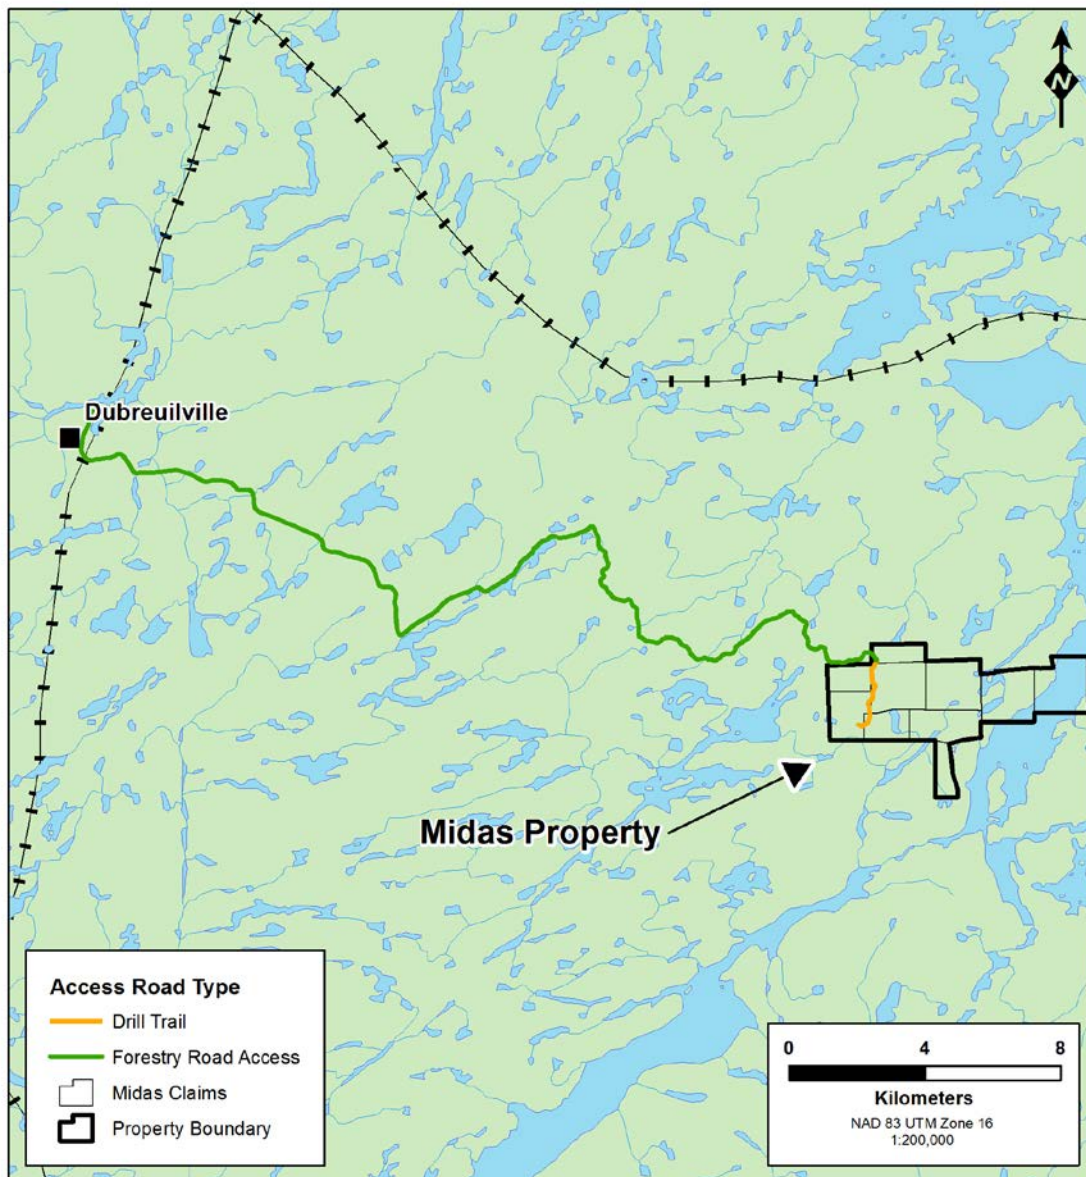 N
Dubreuilville
Midas Property
Access Road Type
Drill Trail
Forestry Road Access
Midas Claims
Property Boundary
0 4 8
Kilometers
NAD 83 UTM Zone 16
1:200,000